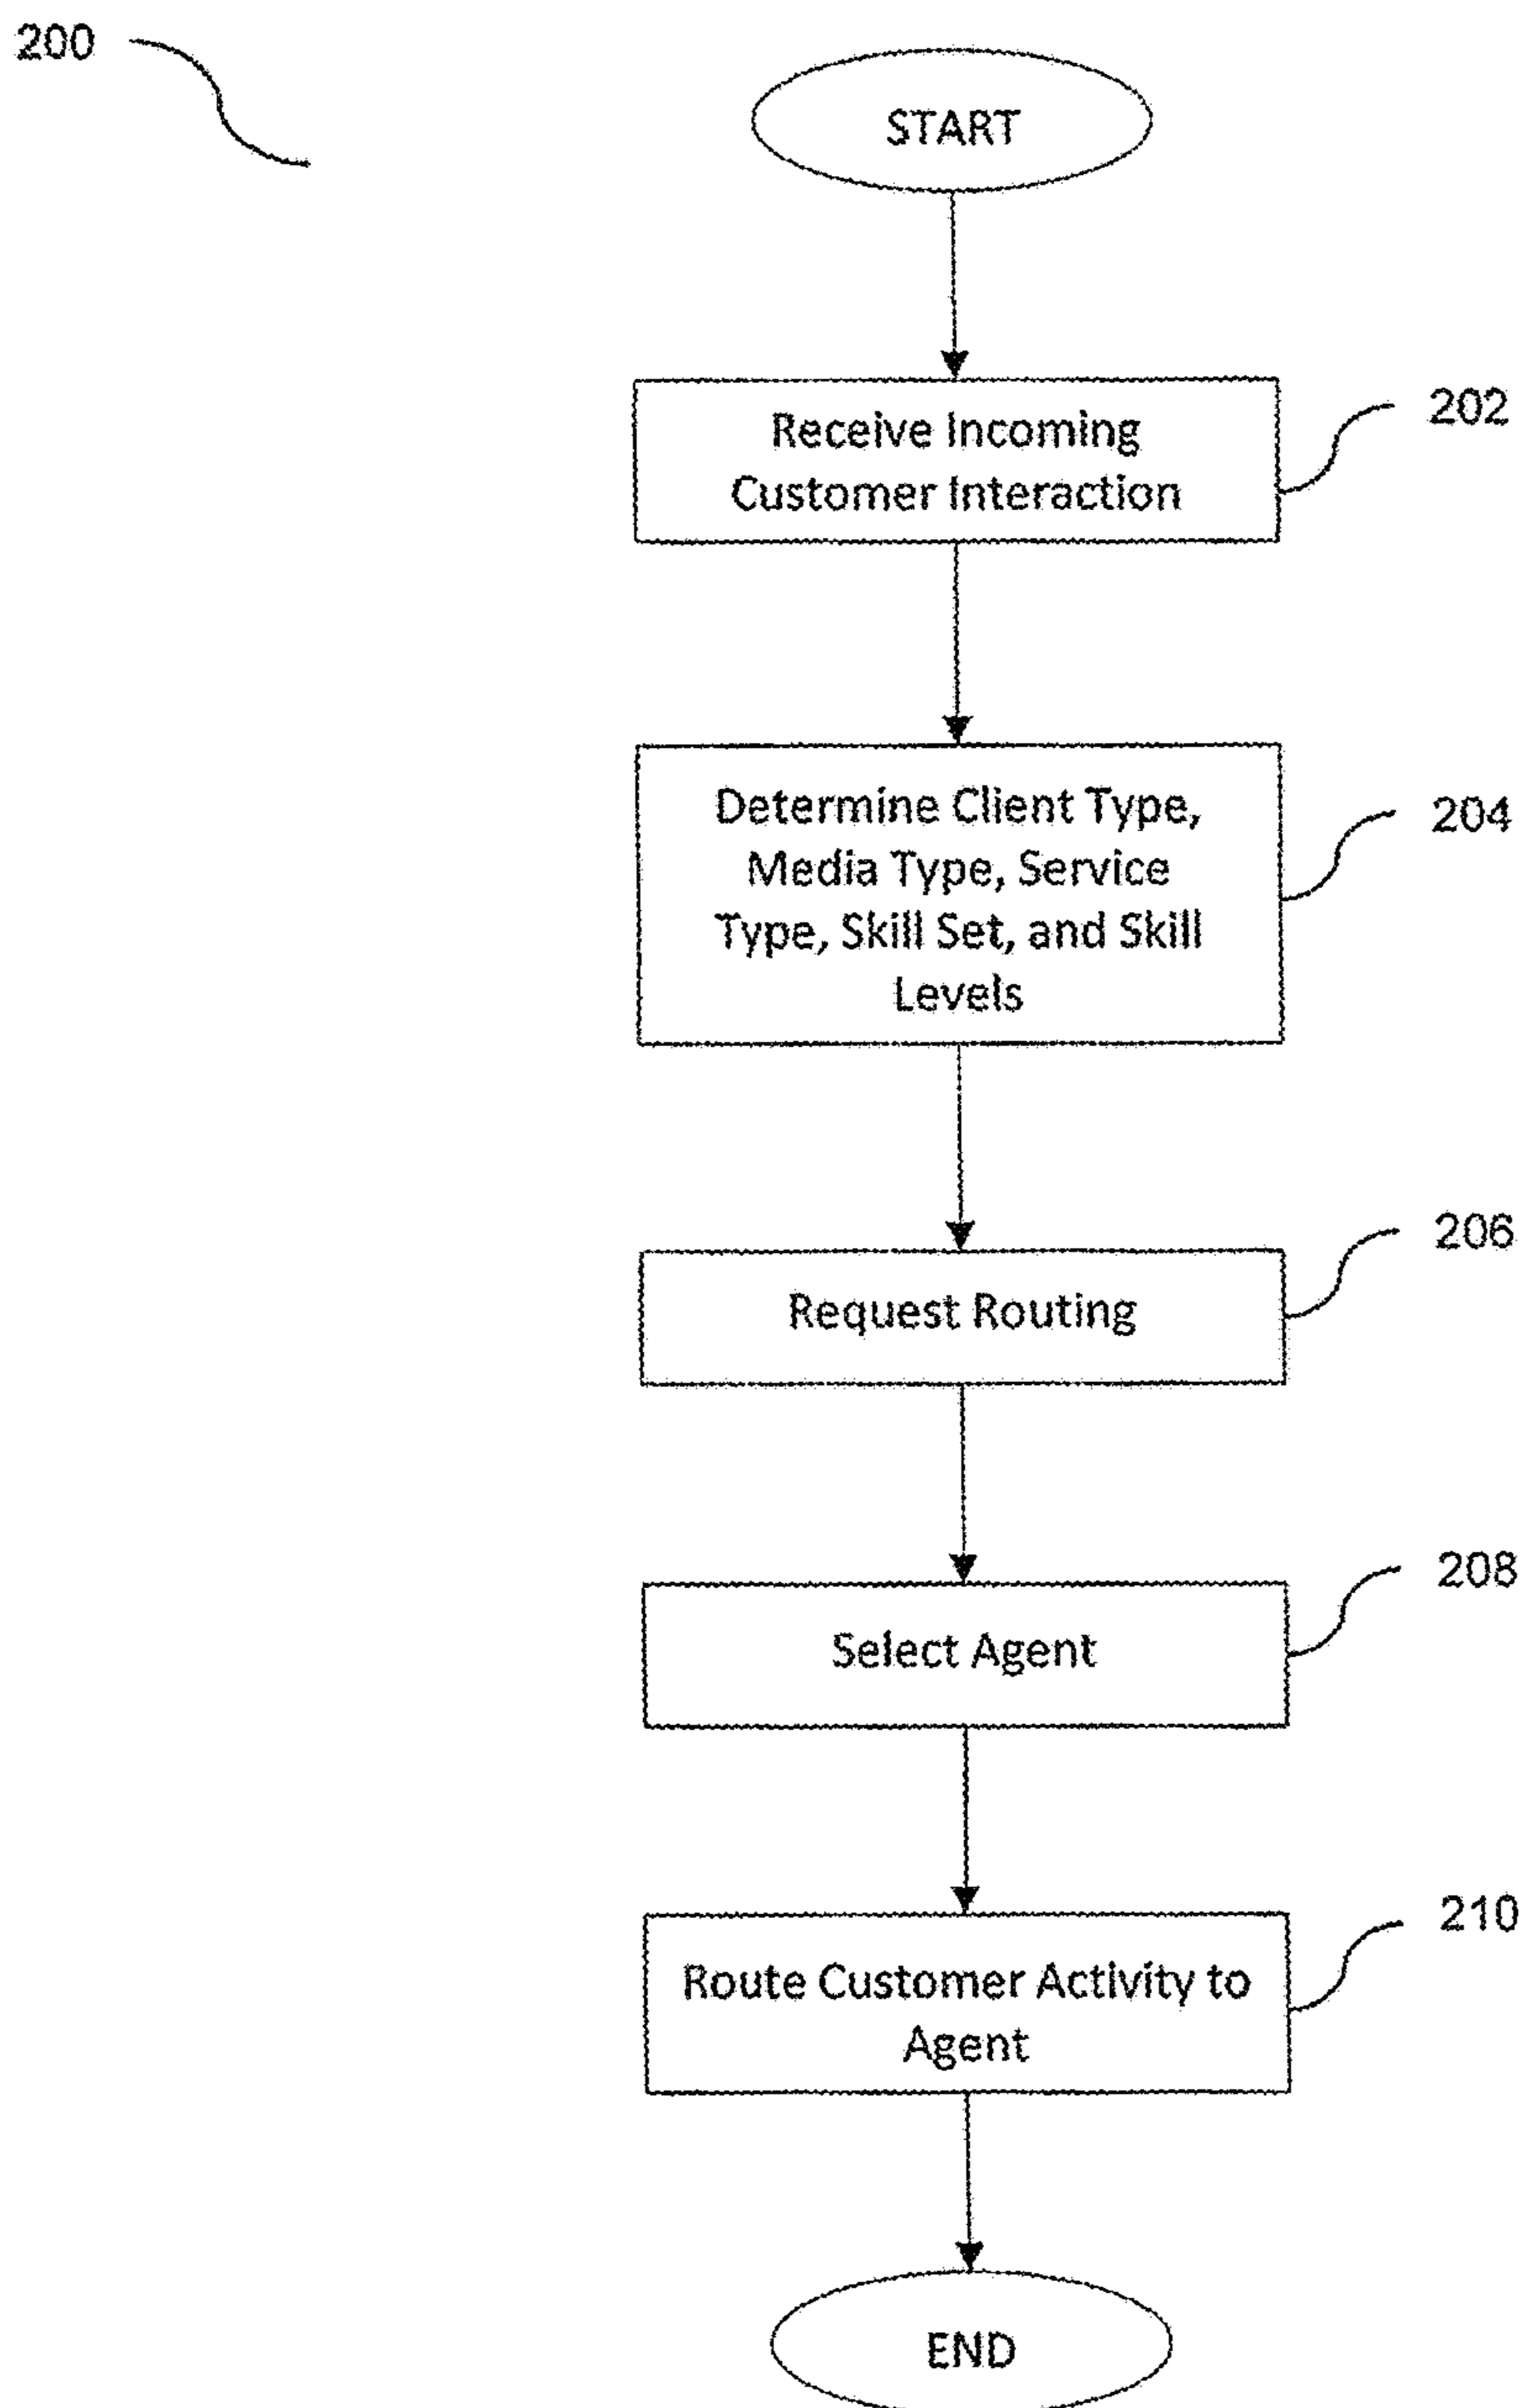 200
START
Receive Incoming
Customer Interaction
202
Determine Client Type,
Media Type, Service
Type, Skill Set, and Skill
Levels
204
Request Routing
206
Select Agent
208
Route Customer Activity to
Agent
210
END